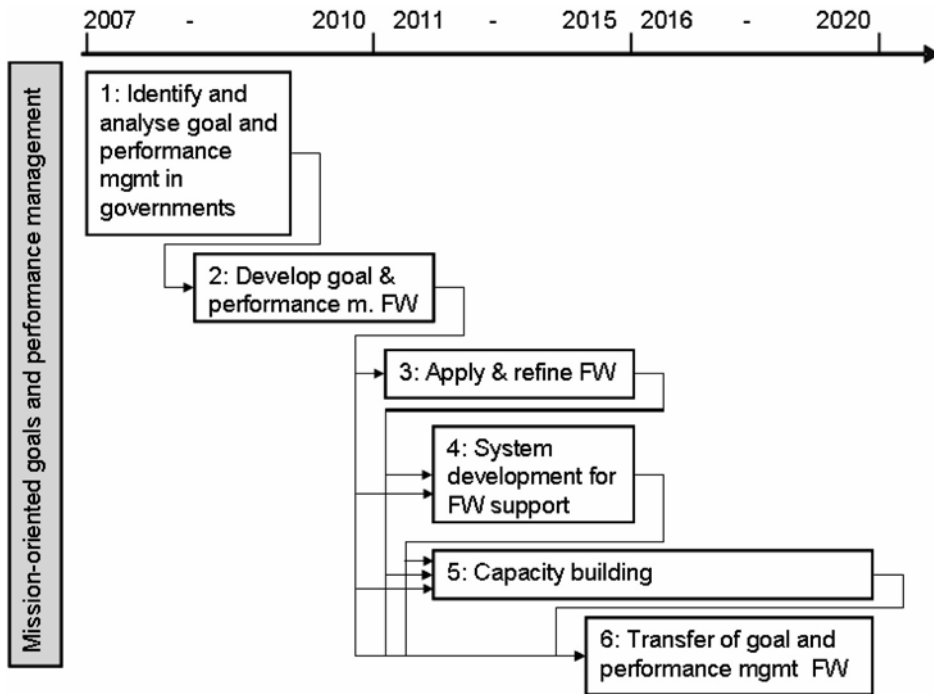 2007 - 2010 2011 - 2015 2016 - 2020
Mission-oriented goals and performance management
1: Identify and
analyse goal and
performance
mgmt in
governments
2: Develop goal &
performance m. FW
3: Apply & refine FW
4: System
development for
FW support
5: Capacity building
6: Transfer of goal and
performance mgmt FW